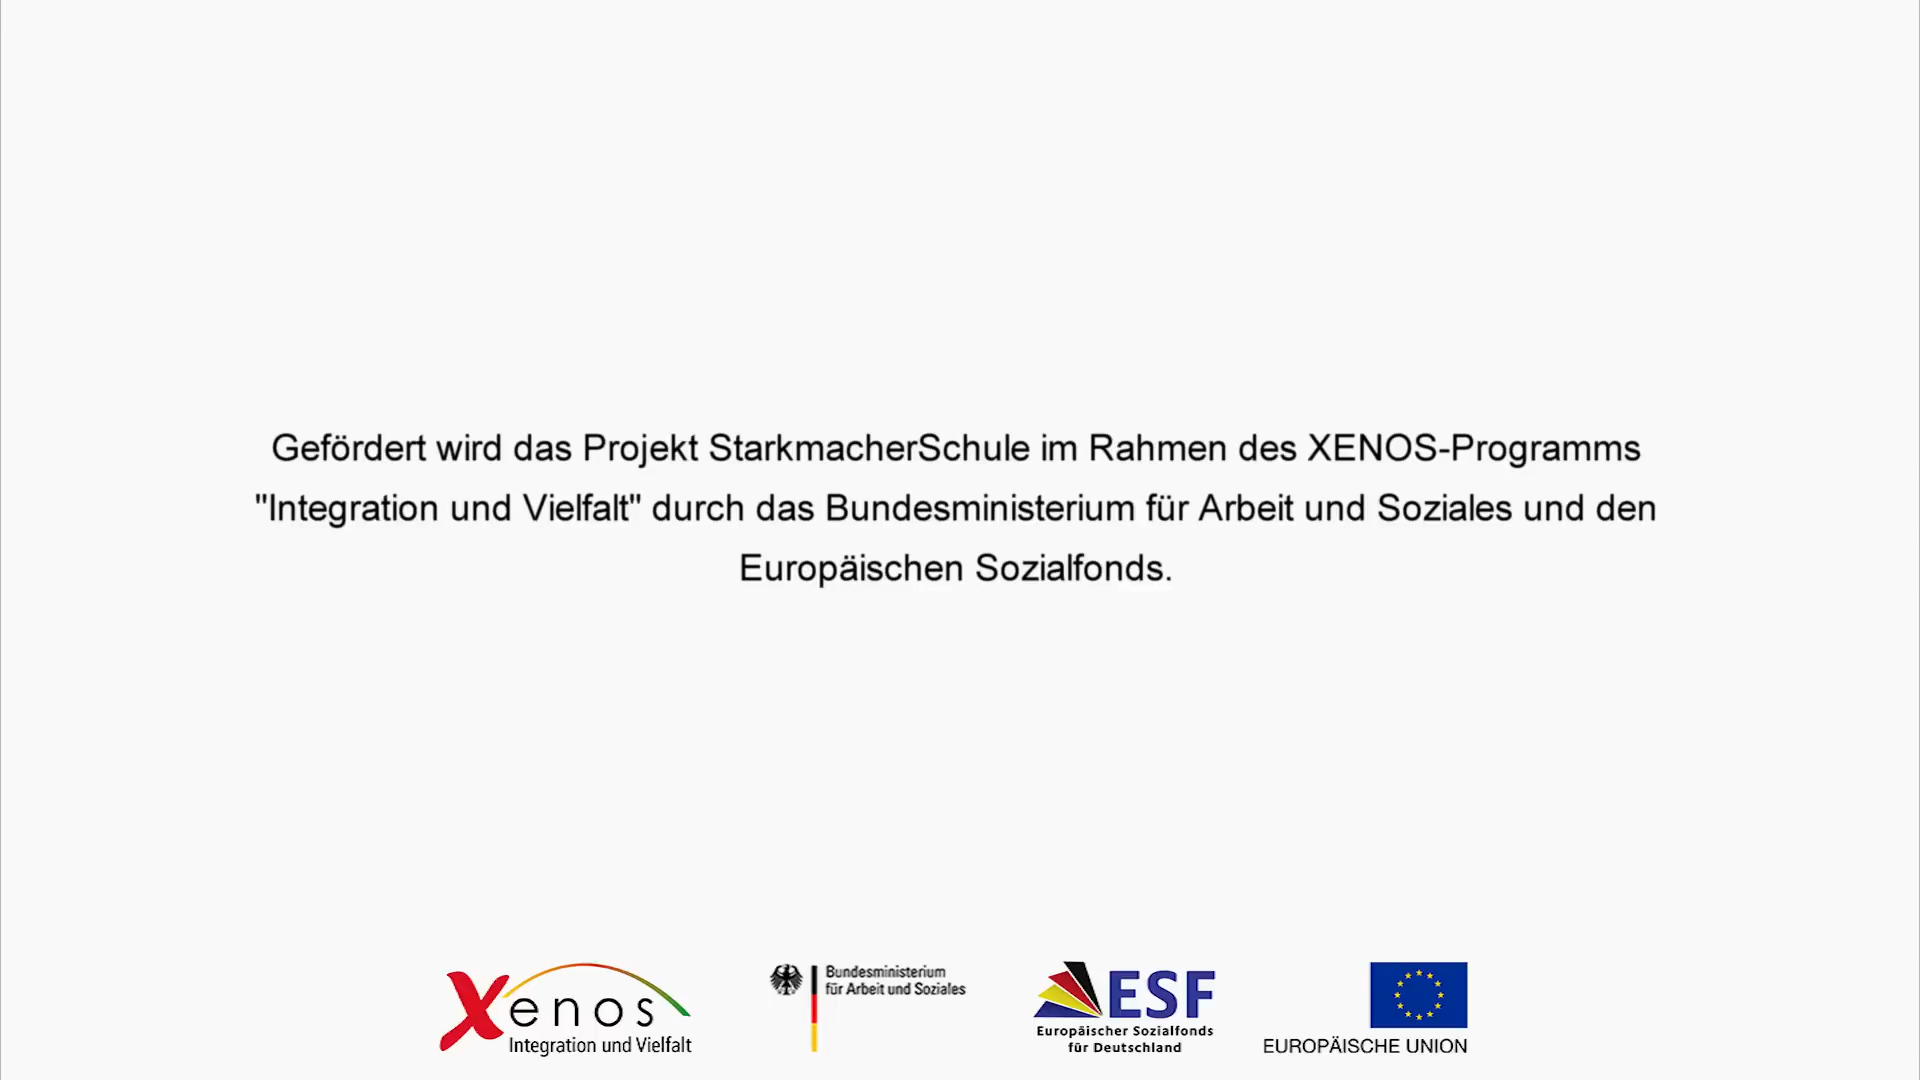 Gefördert wird das Projekt StarkmacherSchule im Rahmen des XENOS-Programms
"Integration und Vielfalt" durch das Bundesministerium für Arbeit und Soziales und den
Europäischen Sozialfonds.
Xenos
Integration und Vielfalt
Bundesministerium
für Arbeit und Soziales
ESF
Europäischer Sozialfonds
für Deutschland
EUROPÄISCHE UNION